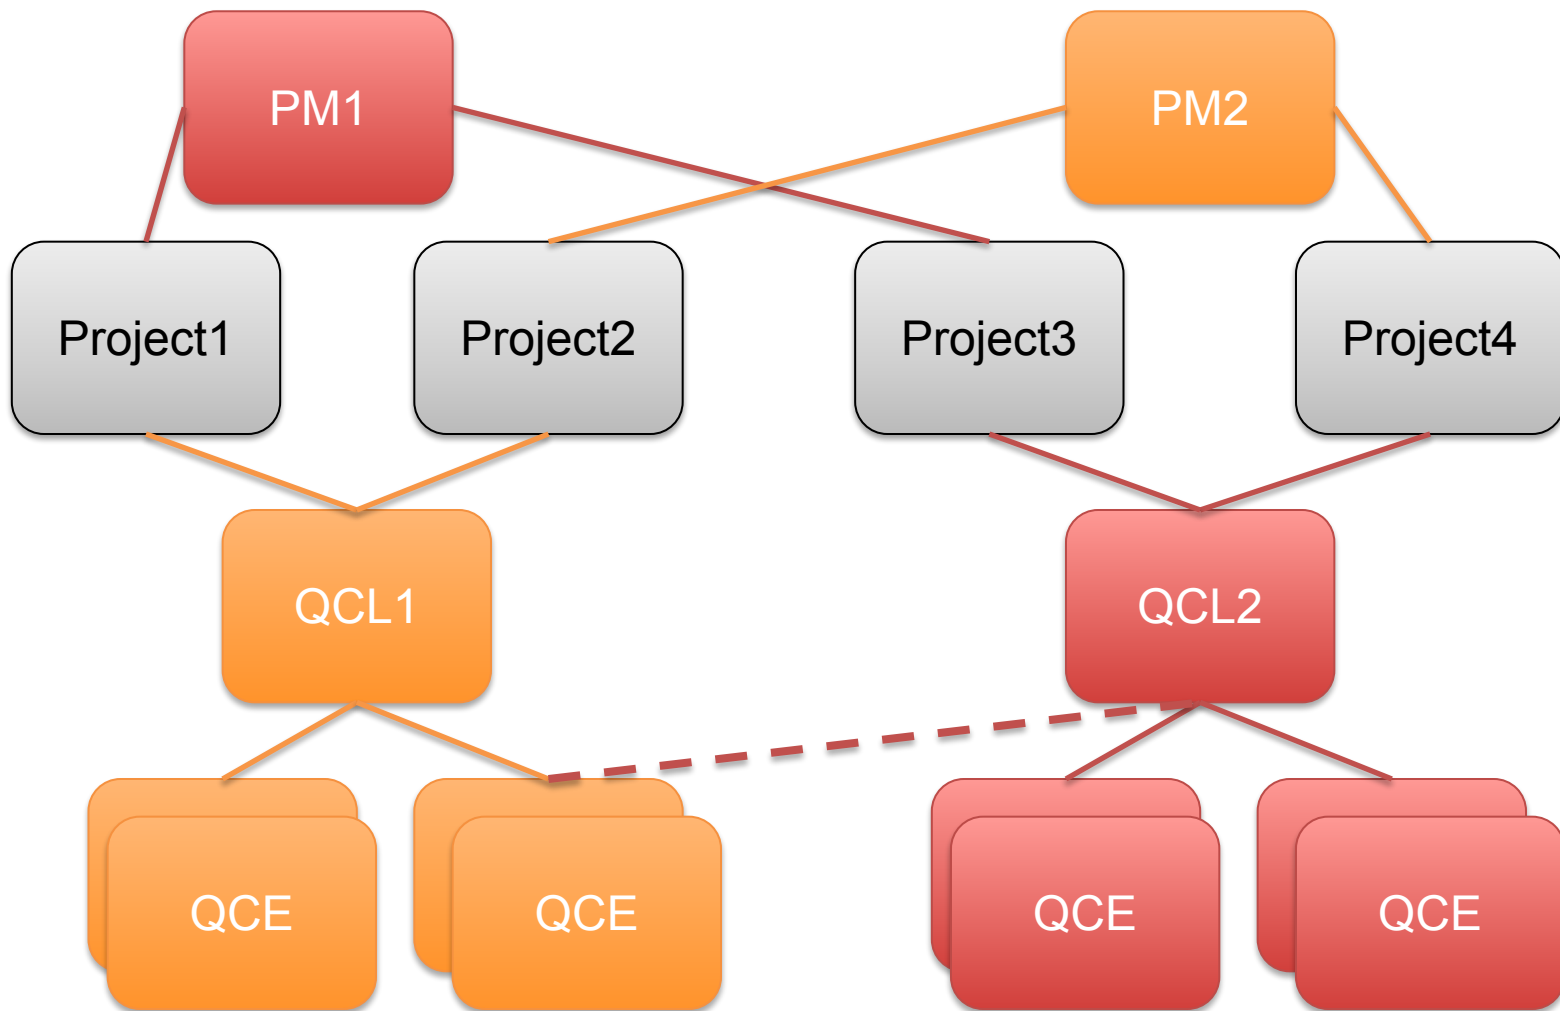 PM1
PM2
Project1
Project2
Project3
Project4
QCL1
QCL2
QCE
QCE
QCE
QCE